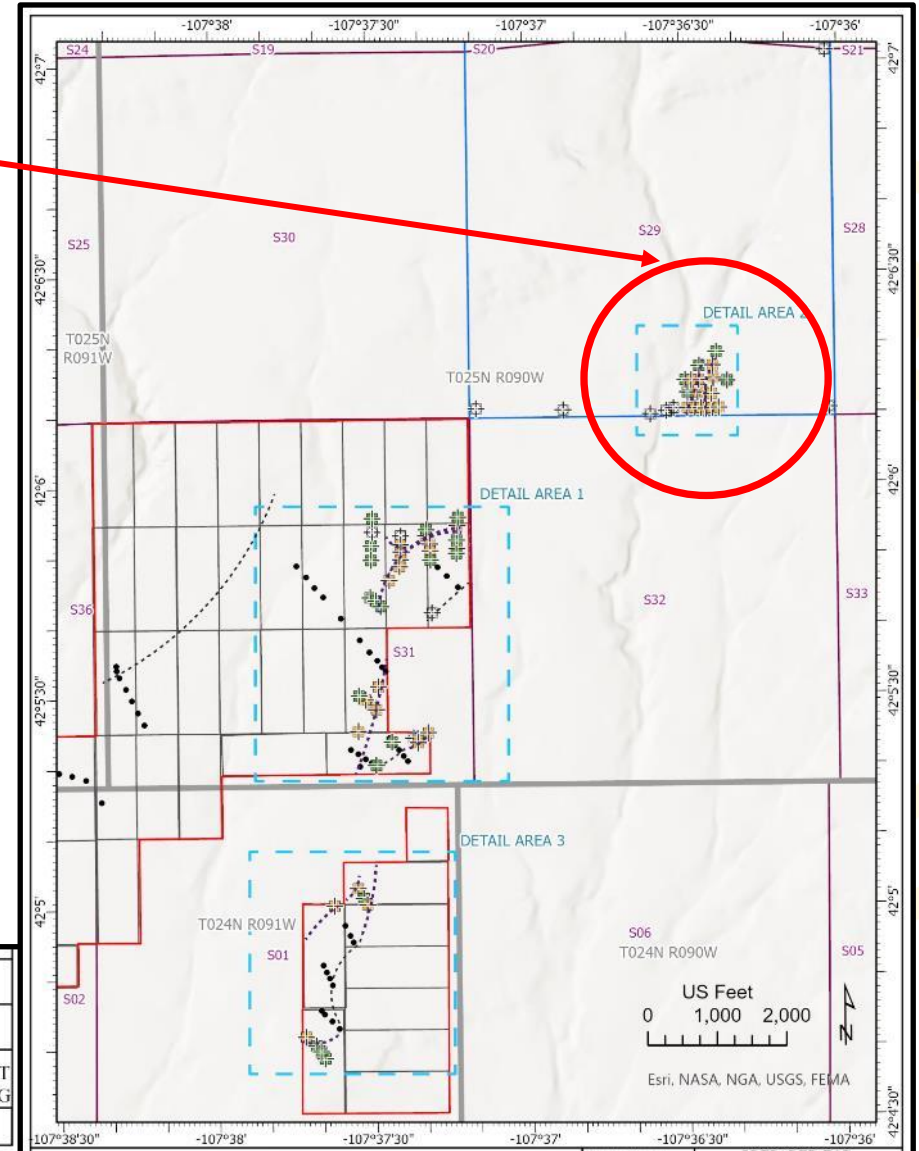 -107°38' -107°37'30" -107°37' -107°36'30" -107°36'
S24 S19 S20 S21
42°7' 42°7'
S25 S30 S29 S28
42°6'30" 42°6'30"
DETAIL AREA 2
T025N
R091W
T025N R090W
42°6' 42°6'
DETAIL AREA 1
S36 S32 S33
S31
42°5'30" 42°5'30"
DETAIL AREA 3
42°5' 42°5'
T024N R091W
S01 S06 S05
T024N R090W
S02
US Feet
0 1,000 2,000
N
T
G
Esri, NASA, NGA, USGS, FEMA
42°4'30"
-107°38'30" -107°38' -107°37'30" -107°37' -107°36'30" -107°36'